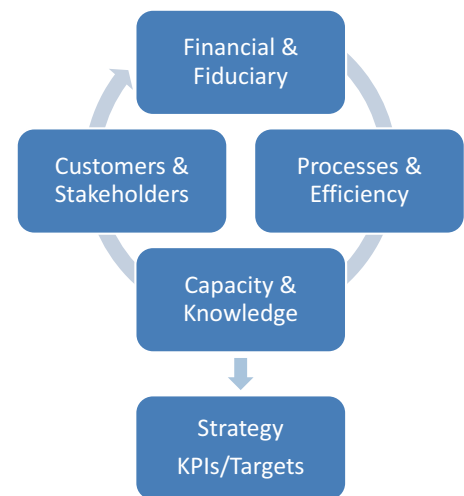 Financial &
Fiduciary
Customers &
Stakeholders
Processes &
Efficiency
Capacity &
Knowledge
Strategy
KPIs/Targets